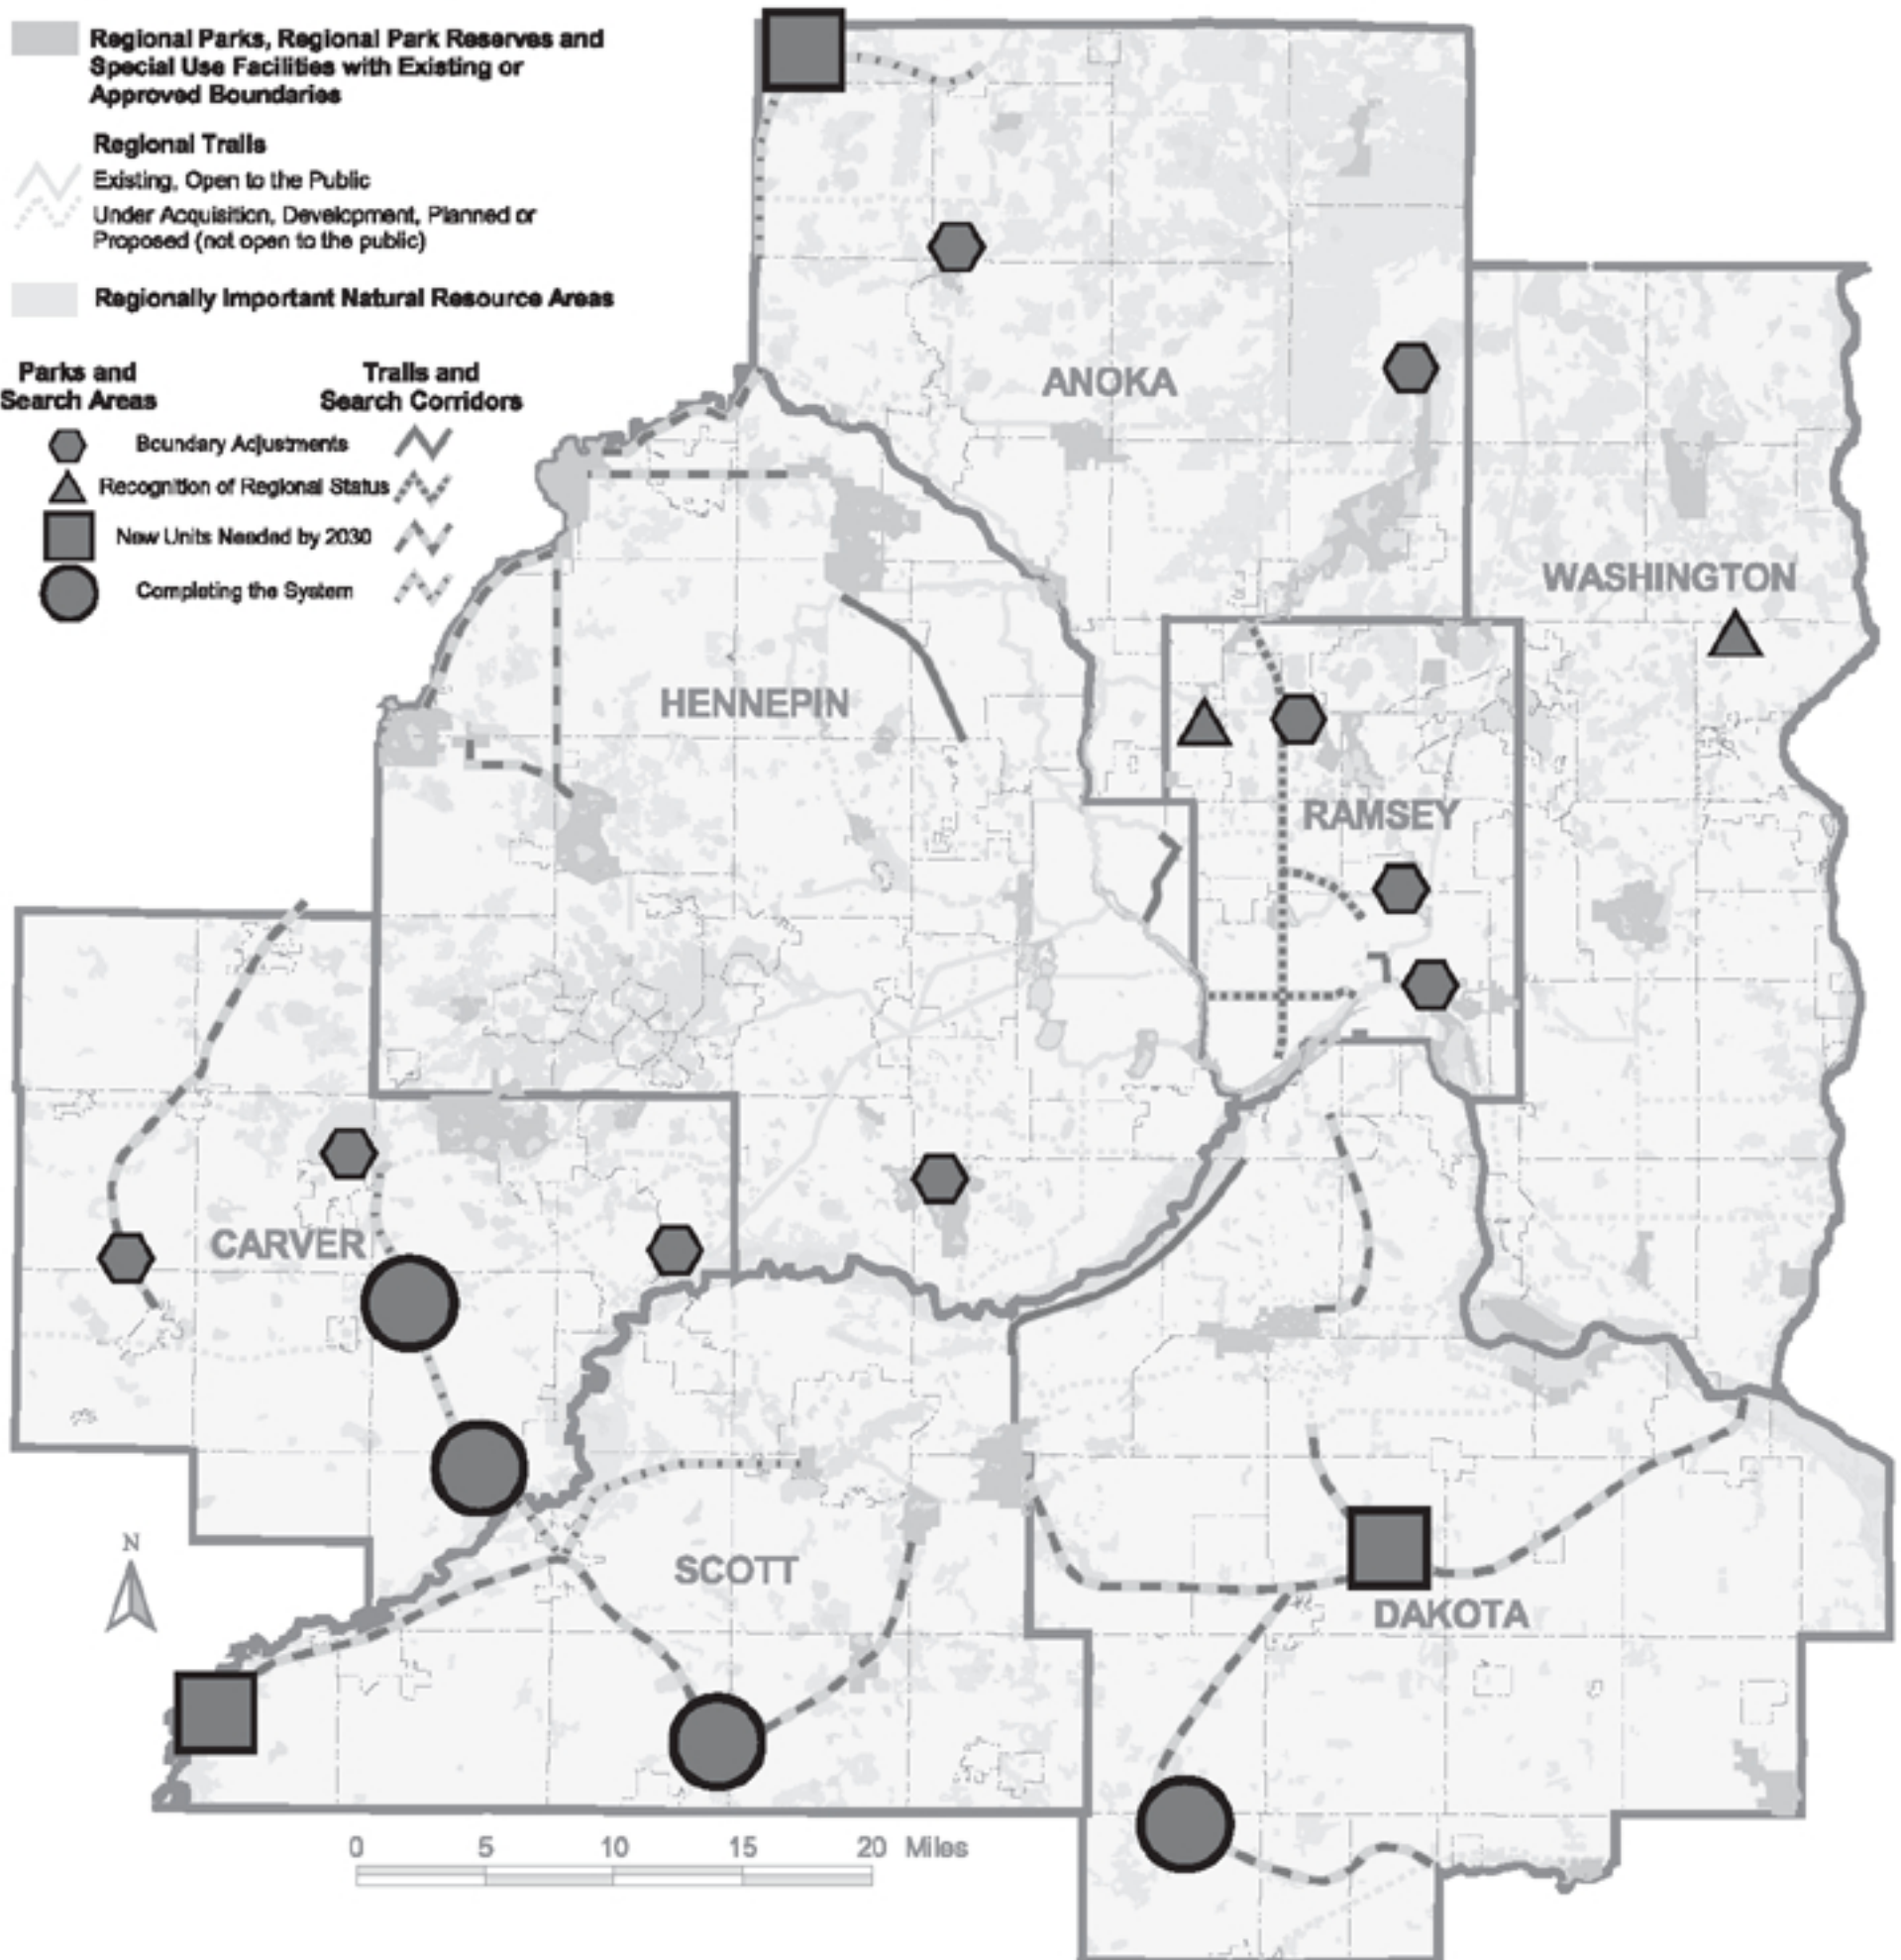 Regional Parks, Regional Park Reserves and
Special Use Facilities with Existing or
Approved Boundaries
Regional Trails
Existing, Open to the Public
Under Acquisition, Development, Planned or
Proposed (not open to the public)
Regionally Important Natural Resource Areas
Parks and
Search Areas
Trails and
Search Corridors
Boundary Adjustments
Recognition of Regional Status
New Units Needed by 2030
Completing the System
ANOKA
WASHINGTON
HENNEPIN
RAMSEY
CARVER
SCOTT
DAKOTA
N
0 5 10 15 20 Miles